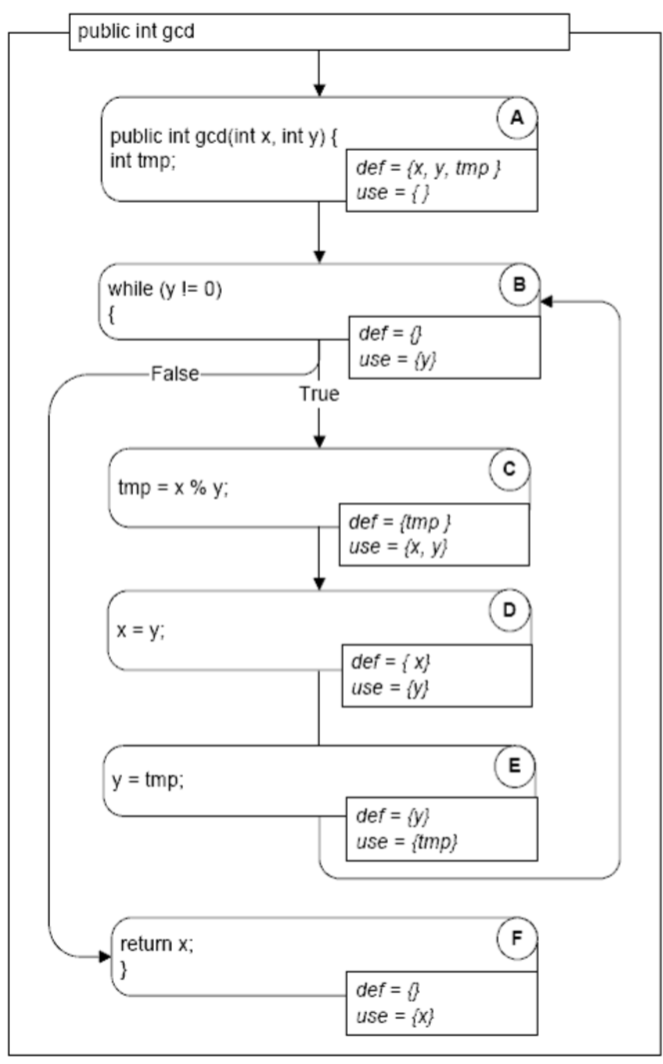 public int gcd
A
public int gcd(int x, int y) {
int tmp;
def = {x, y, tmp }
use = { }
B
while (y != 0)
{
def = {}
use = {y}
False
True
C
tmp = x % y;
def = {tmp }
use = {x, y}
D
x = y;
def = { x}
use = {y}
E
y = tmp;
def = {y}
use = {tmp}
F
return x;
}
def = {}
use = {x}